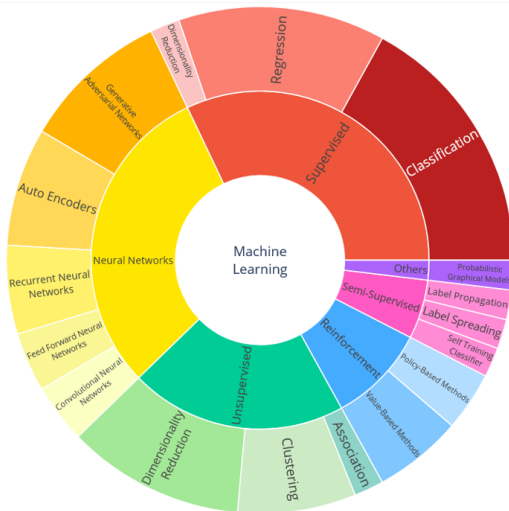 Machine
Learning
Supervised
Classification
Regression
Dimensionality
Reduction
Neural Networks
Generative
Adversarial Networks
Auto Encoders
Recurrent Neural
Networks
Feed Forward Neural
Networks
Convolutional Neural
Networks
Unsupervised
Dimensionality
Reduction
Clustering
Association
Reinforcement
Value-Based Methods
Policy-Based Methods
Semi-Supervised
Self Training
Classifier
Label Spreading
Label Propagation
Others
Probabilistic
Graphical Model